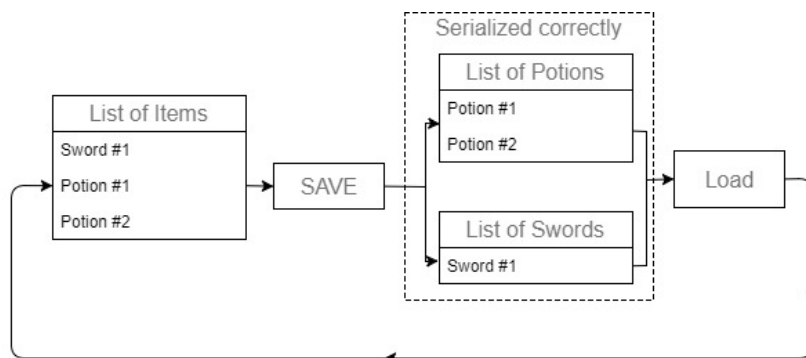 List of Items
Sword #1
Potion #1
Potion #2
SAVE
Serialized correctly
List of Potions
Potion #1
Potion #2
List of Swords
Sword #1
Load